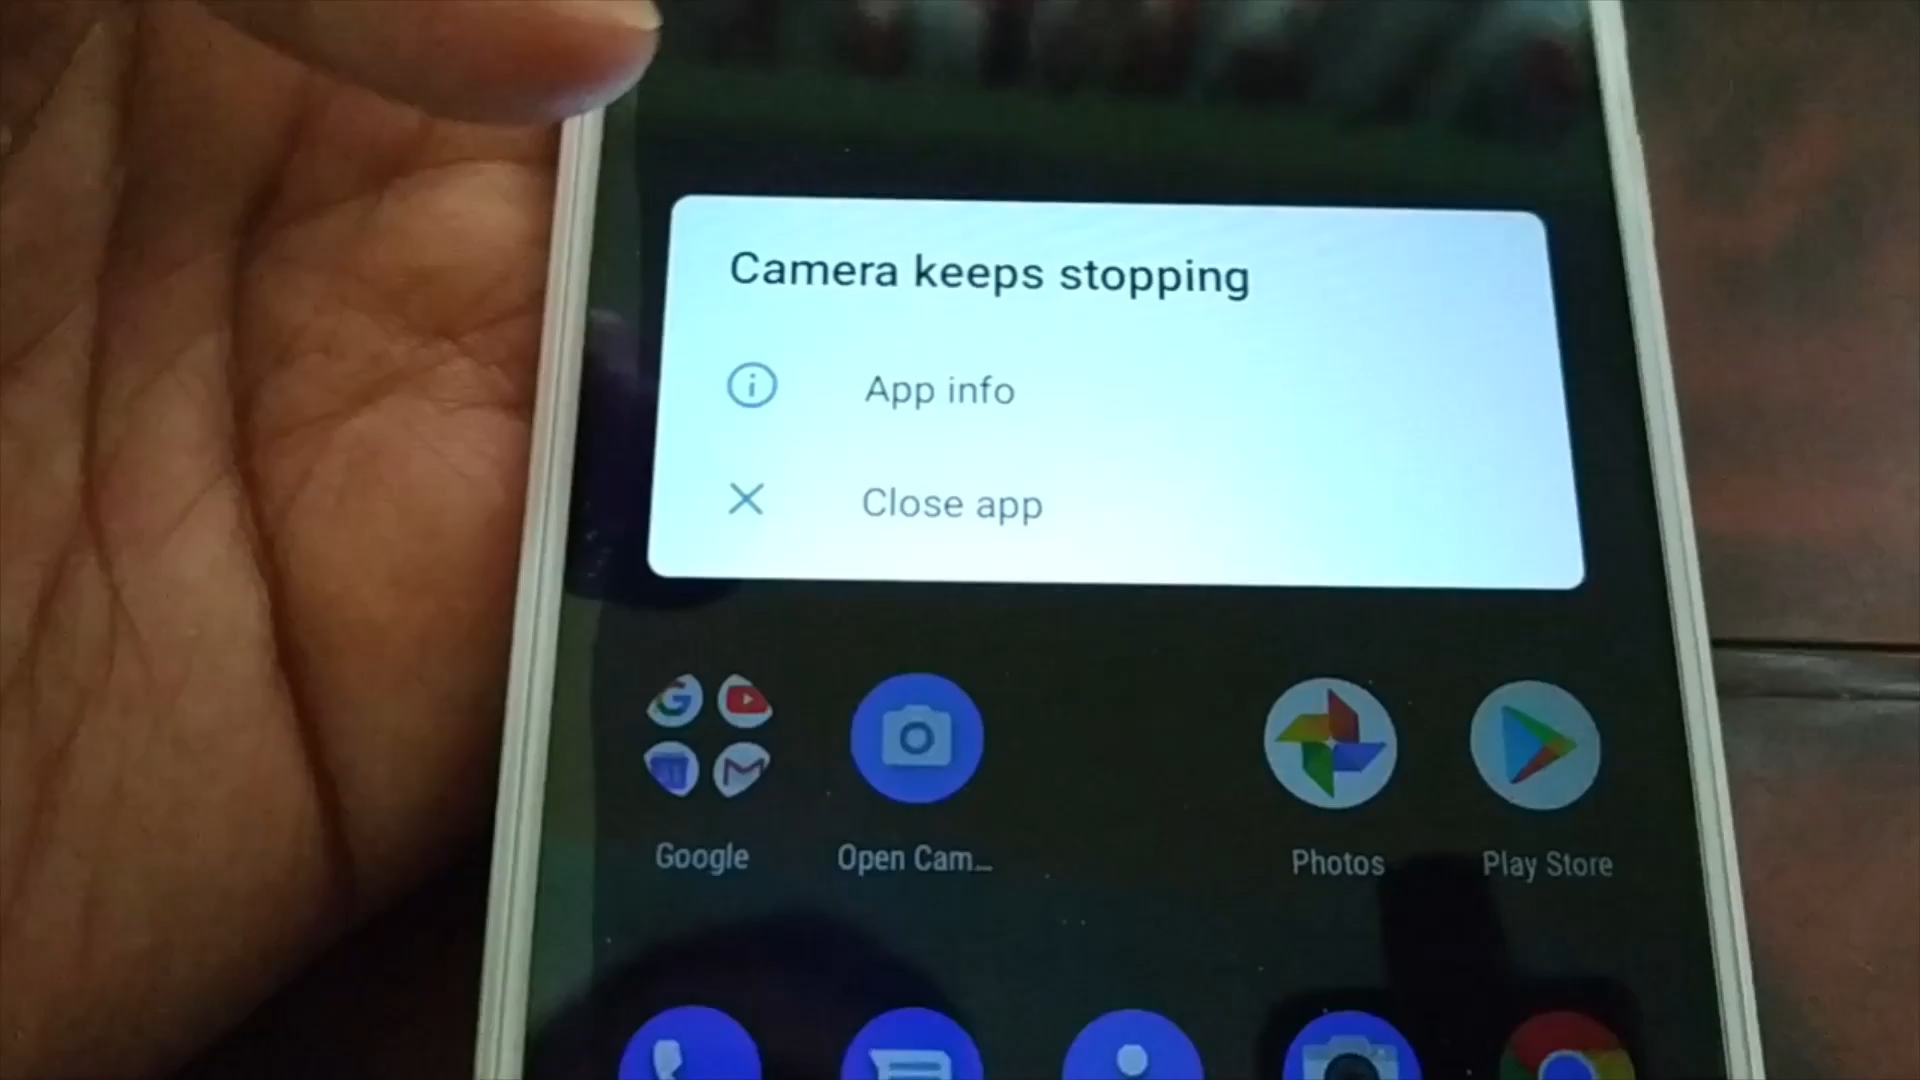 Camera keeps stopping
App info
Close app
Google
Open Cam...
Photos
Play Store